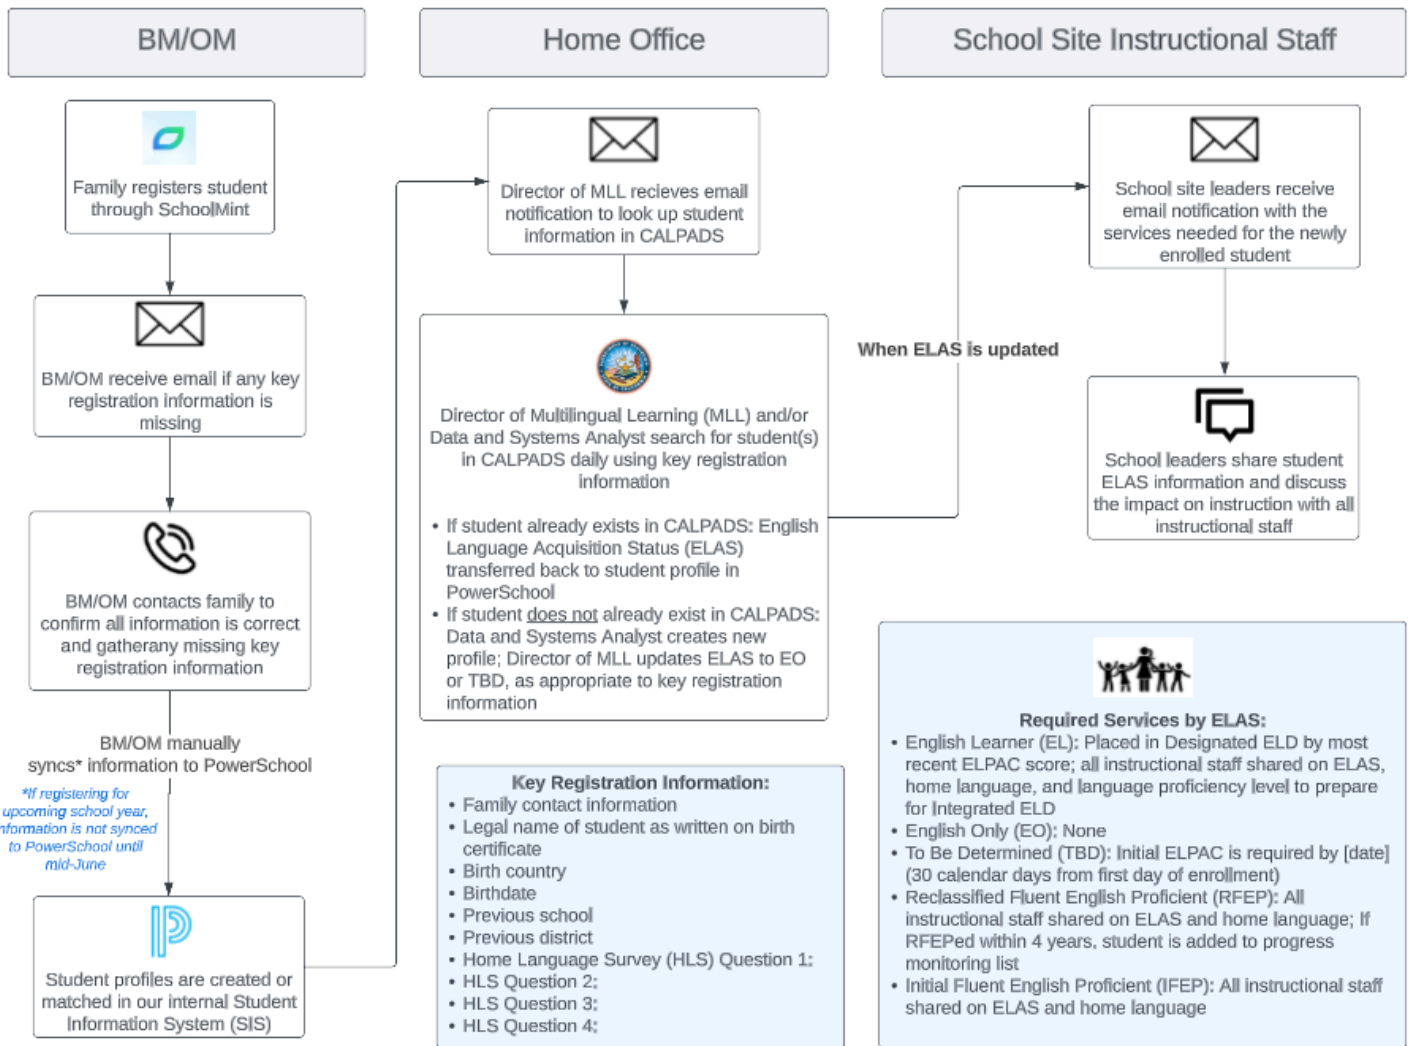 BM/OM
Family registers student
through SchoolMint
BM/OM receive email if any key
registration information is
missing
BM/OM contacts family to
confirm all information is correct
and gatherany missing key
registration information
BM/OM manually
syncs* information to PowerSchool
*If registering for
upcoming school year,
information is not synced
to PowerSchool until
mid-June
Student profiles are created or
matched in our internal Student
Information System (SIS)
Home Office
Director of MLL recieves email
notification to look up student
information in CALPADS
Director of Multilingual Learning (MLL) and/or
Data and Systems Analyst search for student(s)
in CALPADS daily using key registration
information
• If student already exists in CALPADS: English
Language Acquisition Status (ELAS)
transferred back to student profile in
PowerSchool
• If student does not already exist in CALPADS:
Data and Systems Analyst creates new
profile; Director of MLL updates ELAS to EO
or TBD, as appropriate to key registration
information
Key Registration Information:
• Family contact information
• Legal name of student as written on birth
certificate
• Birth country
• Birthdate
• Previous school
• Previous district
• Home Language Survey (HLS) Question 1:
• HLS Question 2:
• HLS Question 3:
• HLS Question 4:
When ELAS is updated
School Site Instructional Staff
School site leaders receive
email notification with the
services needed for the newly
enrolled student
School leaders share student
ELAS information and discuss
the impact on instruction with all
instructional staff
Required Services by ELAS:
• English Learner (EL): Placed in Designated ELD by most
recent ELPAC score; all instructional staff shared on ELAS,
home language, and language proficiency level to prepare
for Integrated ELD
• English Only (EO): None
• To Be Determined (TBD): Initial ELPAC is required by [date]
(30 calendar days from first day of enrollment)
• Reclassified Fluent English Proficient (RFEP): All
instructional staff shared on ELAS and home language; If
RFEPed within 4 years, student is added to progress
monitoring list
• Initial Fluent English Proficient (IFEP): All instructional staff
shared on ELAS and home language